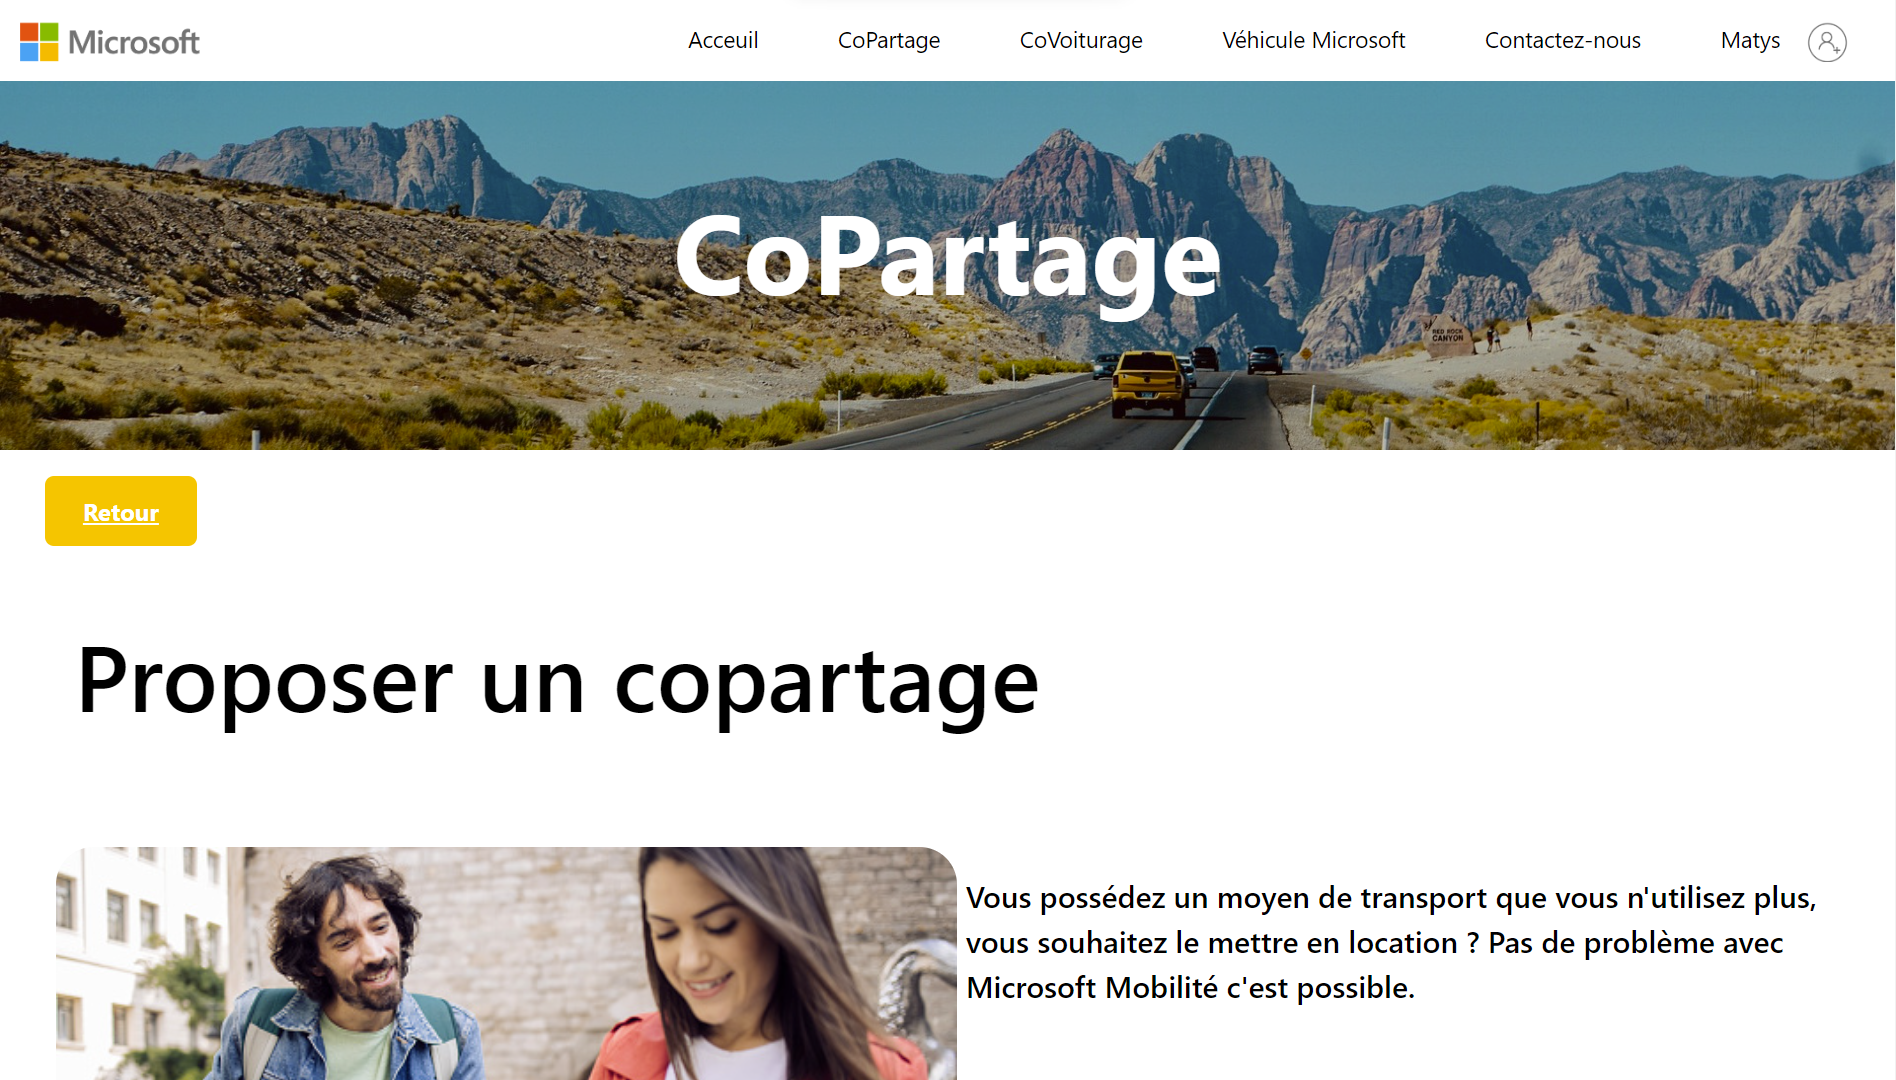 Microsoft
Acceuil
CoPartage
CoVoiturage
Véhicule Microsoft
Contactez-nous
Matys
CoPartage
RED ROCK
CANYON
Retour
Proposer un copartage
Vous possédez un moyen de transport que vous n'utilisez plus,
vous souhaitez le mettre en location ? Pas de problème avec
Microsoft Mobilité c'est possible.